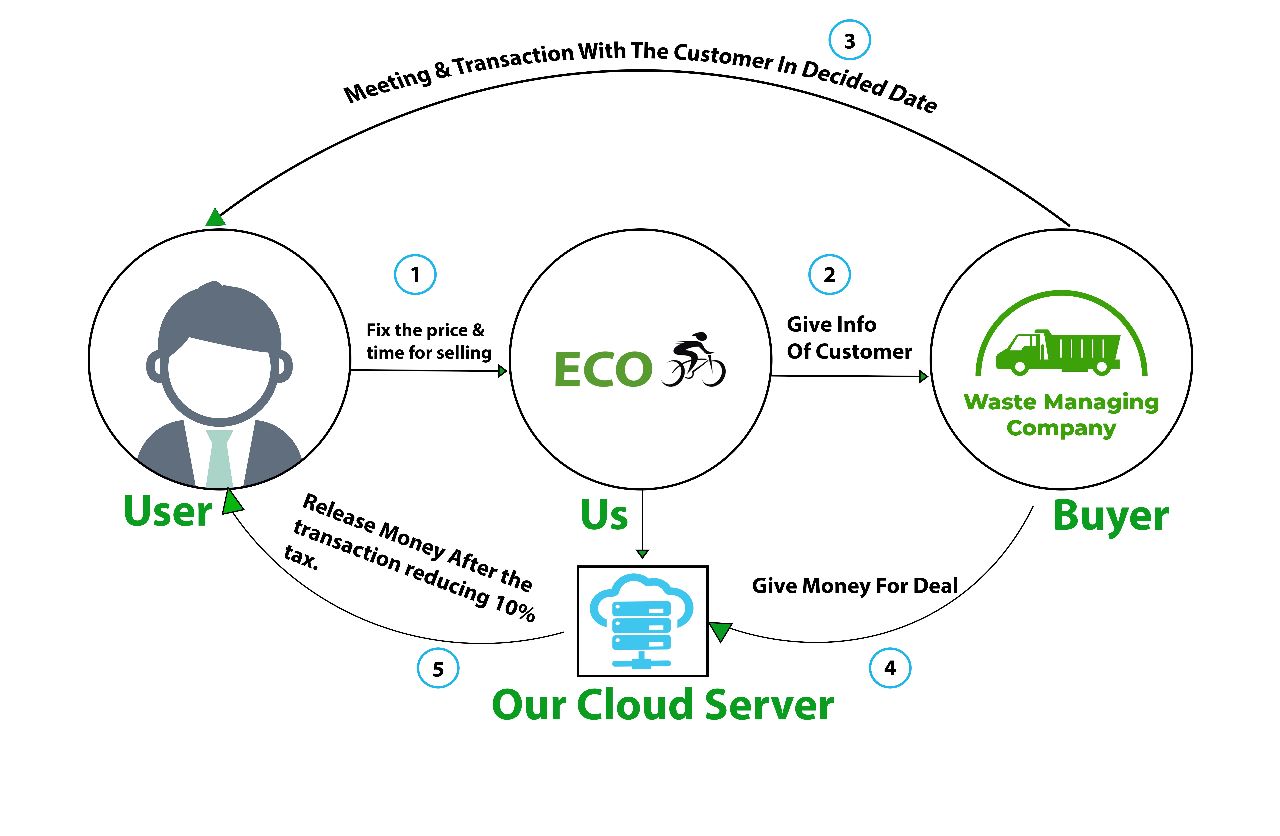 3
Meeting & Transaction With The Customer In Decided Date
1
2
Fix the price &
time for selling
Give Info
Of Customer
ECO
Waste Managing
Company
User
Us
Buyer
Release Money After the
transaction reducing 10%
tax.
Give Money For Deal
5
4
Our Cloud Server